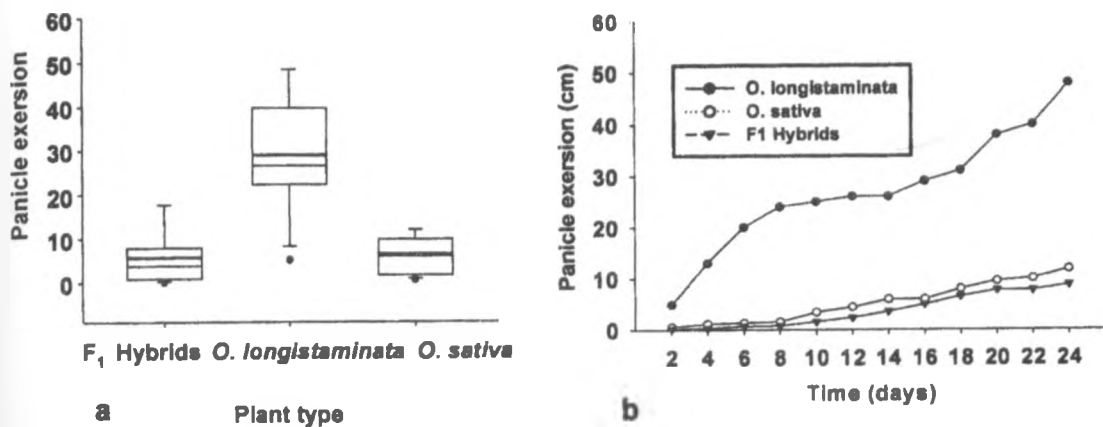 Panicle exersion
60
50
40
30
20
10
0
F1 Hybrids O. longistaminata O. sativa
a
Plant type
Panicle exersion (cm)
60
50
40
30
20
10
0
O. longistaminata
O. sativa
F1 Hybrids
2 4 6 8 10 12 14 16 18 20 22 24
Time (days)
b